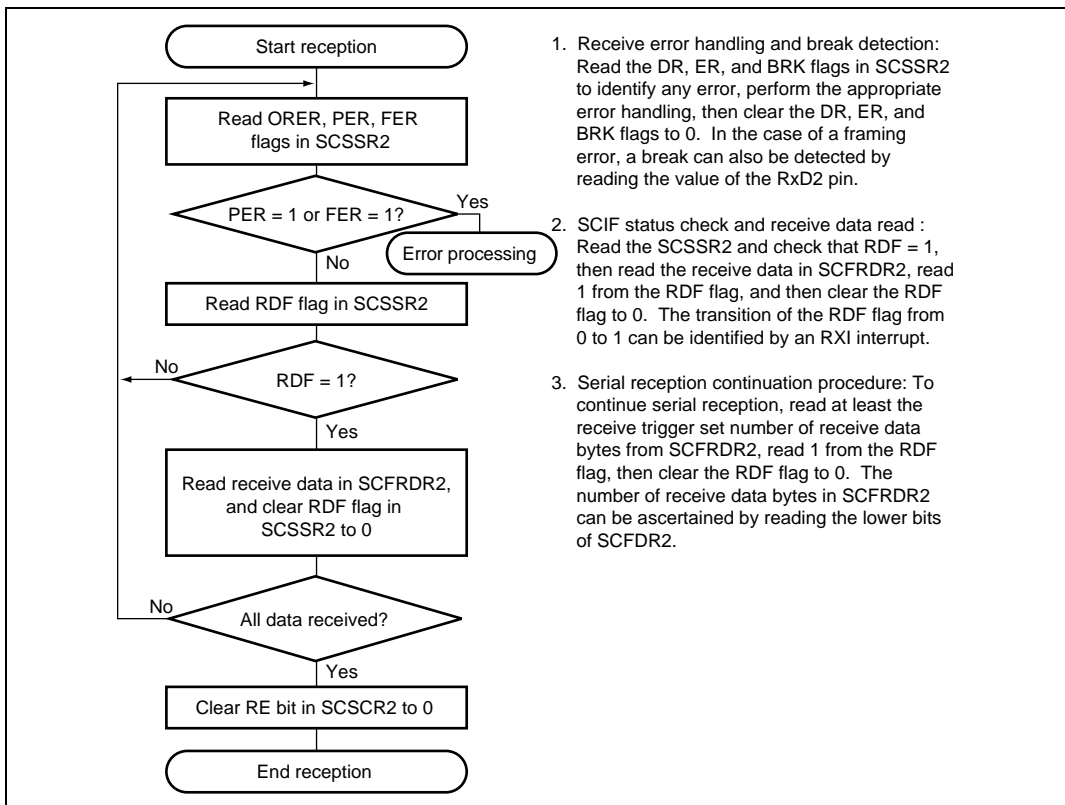 Start reception
Read ORER, PER, FER
flags in SCSSR2
PER = 1 or FER = 1?
Yes
Error processing
No
Read RDF flag in SCSSR2
No
RDF = 1?
Yes
Read receive data in SCFRDR2,
and clear RDF flag in
SCSSR2 to 0
No
All data received?
Yes
Clear RE bit in SCSCR2 to 0
End reception
1. Receive error handling and break detection:
Read the DR, ER, and BRK flags in SCSSR2
to identify any error, perform the appropriate
error handling, then clear the DR, ER, and
BRK flags to 0. In the case of a framing
error, a break can also be detected by
reading the value of the RxD2 pin.
2. SCIF status check and receive data read :
Read the SCSSR2 and check that RDF = 1,
then read the receive data in SCFRDR2, read
1 from the RDF flag, and then clear the RDF
flag to 0. The transition of the RDF flag from
0 to 1 can be identified by an RXI interrupt.
3. Serial reception continuation procedure: To
continue serial reception, read at least the
receive trigger set number of receive data
bytes from SCFRDR2, read 1 from the RDF
flag, then clear the RDF flag to 0. The
number of receive data bytes in SCFRDR2
can be ascertained by reading the lower bits
of SCFDR2.